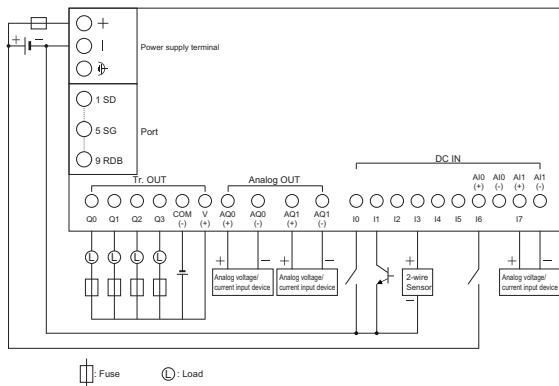 +
+ −
−
Power supply terminal
1 SD
5 SG
Port
9 RDB
Tr. OUT
Analog OUT
DC IN
AI0 AI0 AI1 AI1
(+) (-) (+) (-)
Q0 Q1 Q2 Q3 COM V AQ0 AQ0 AQ1 AQ1 I0 I1 I2 I3 I4 I5 I6 I7
(-) (+) (+) (-) (+) (-)
L L L L
+ − + − + + −
Analog voltage/
current input device
Analog voltage/
current input device
2-wire
Sensor
−
Analog voltage/
current input device
: Fuse
L : Load